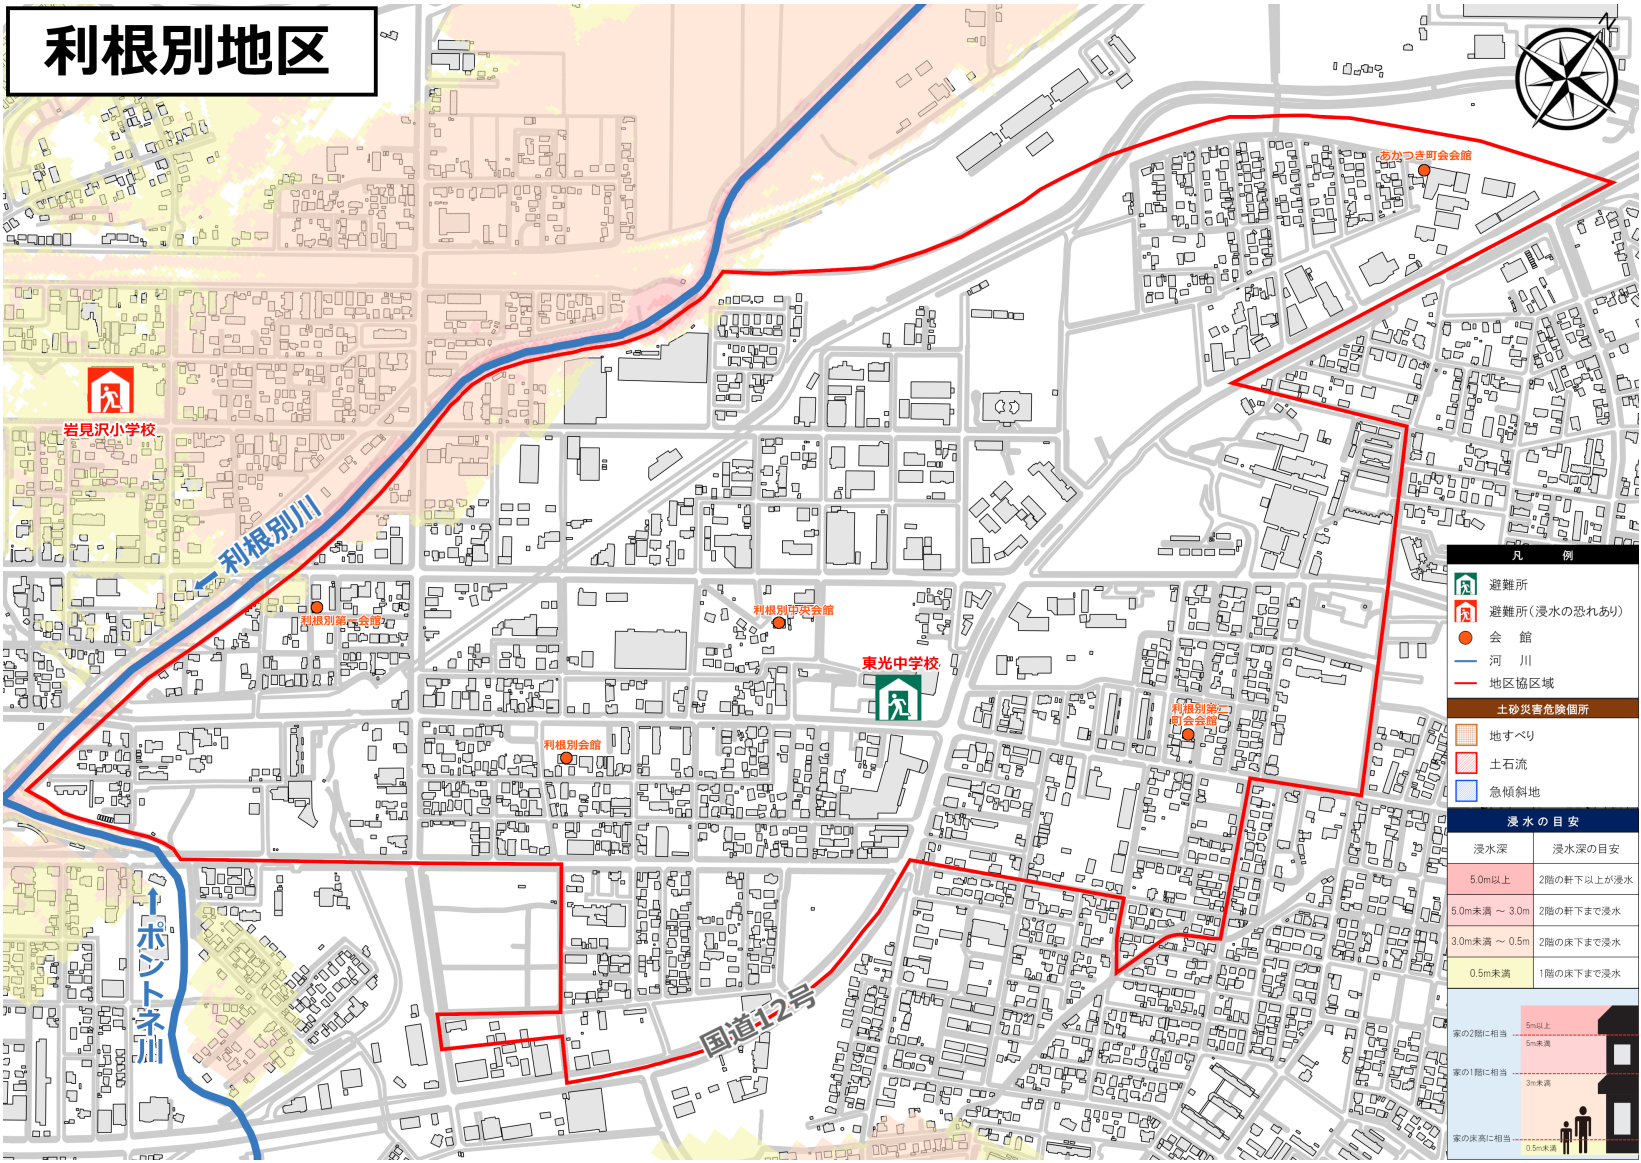 利根別地区
N
あかつき町会会館
岩見沢小学校
利根別川
利根別第一会館
利根別中央会館
東光中学校
利根別第二
町会会館
利根別会館
ポントネ川
国道12号
凡 例
避難所
避難所(浸水の恐れあり)
会 館
河 川
地区協区域
土砂災害危険個所
地すべり
土石流
急傾斜地
浸水の目安
浸水深 浸水深の目安
5.0m以上 2階の軒下以上が浸水
5.0m未満 ～ 3.0m 2階の軒下まで浸水
3.0m未満 ～ 0.5m 2階の床下まで浸水
0.5m未満 1階の床下まで浸水
5m以上
家の2階に相当
5m未満
家の1階に相当
3m未満
家の床高に相当
0.5m未満